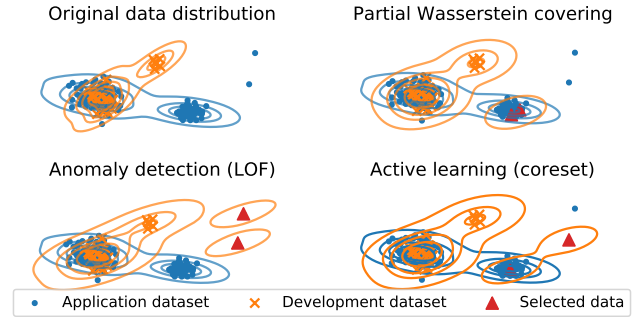 Original data distribution
Partial Wasserstein covering
Anomaly detection (LOF)
Active learning (coreset)
Application dataset
Development dataset
Selected data